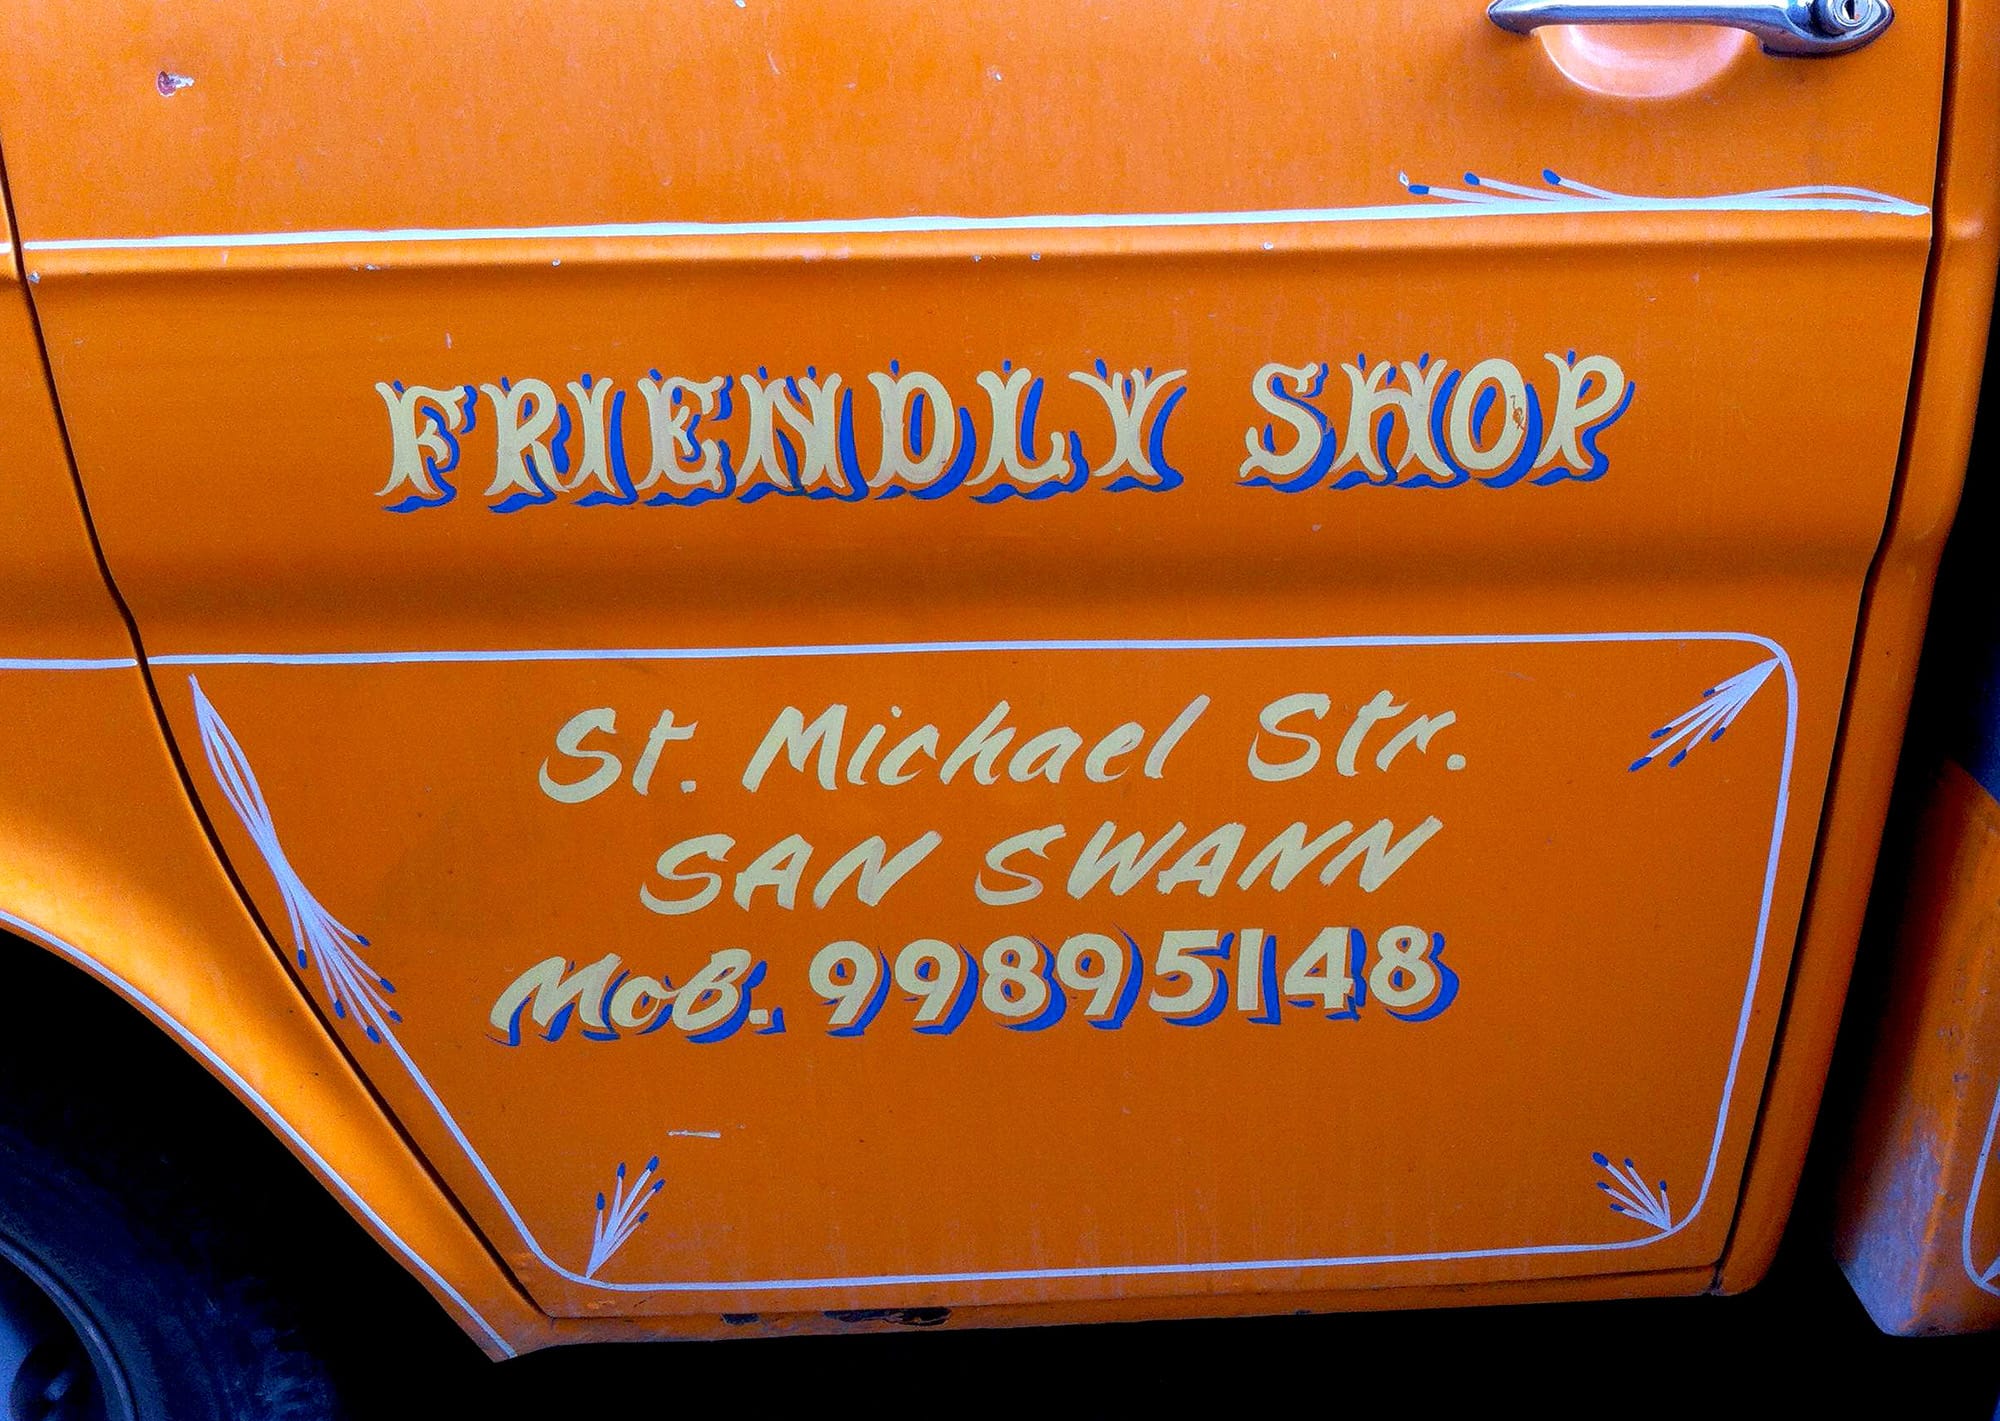 FRIENDLY SHOP
St. Michael Str.
SAN SWANN
MoB. 99895148